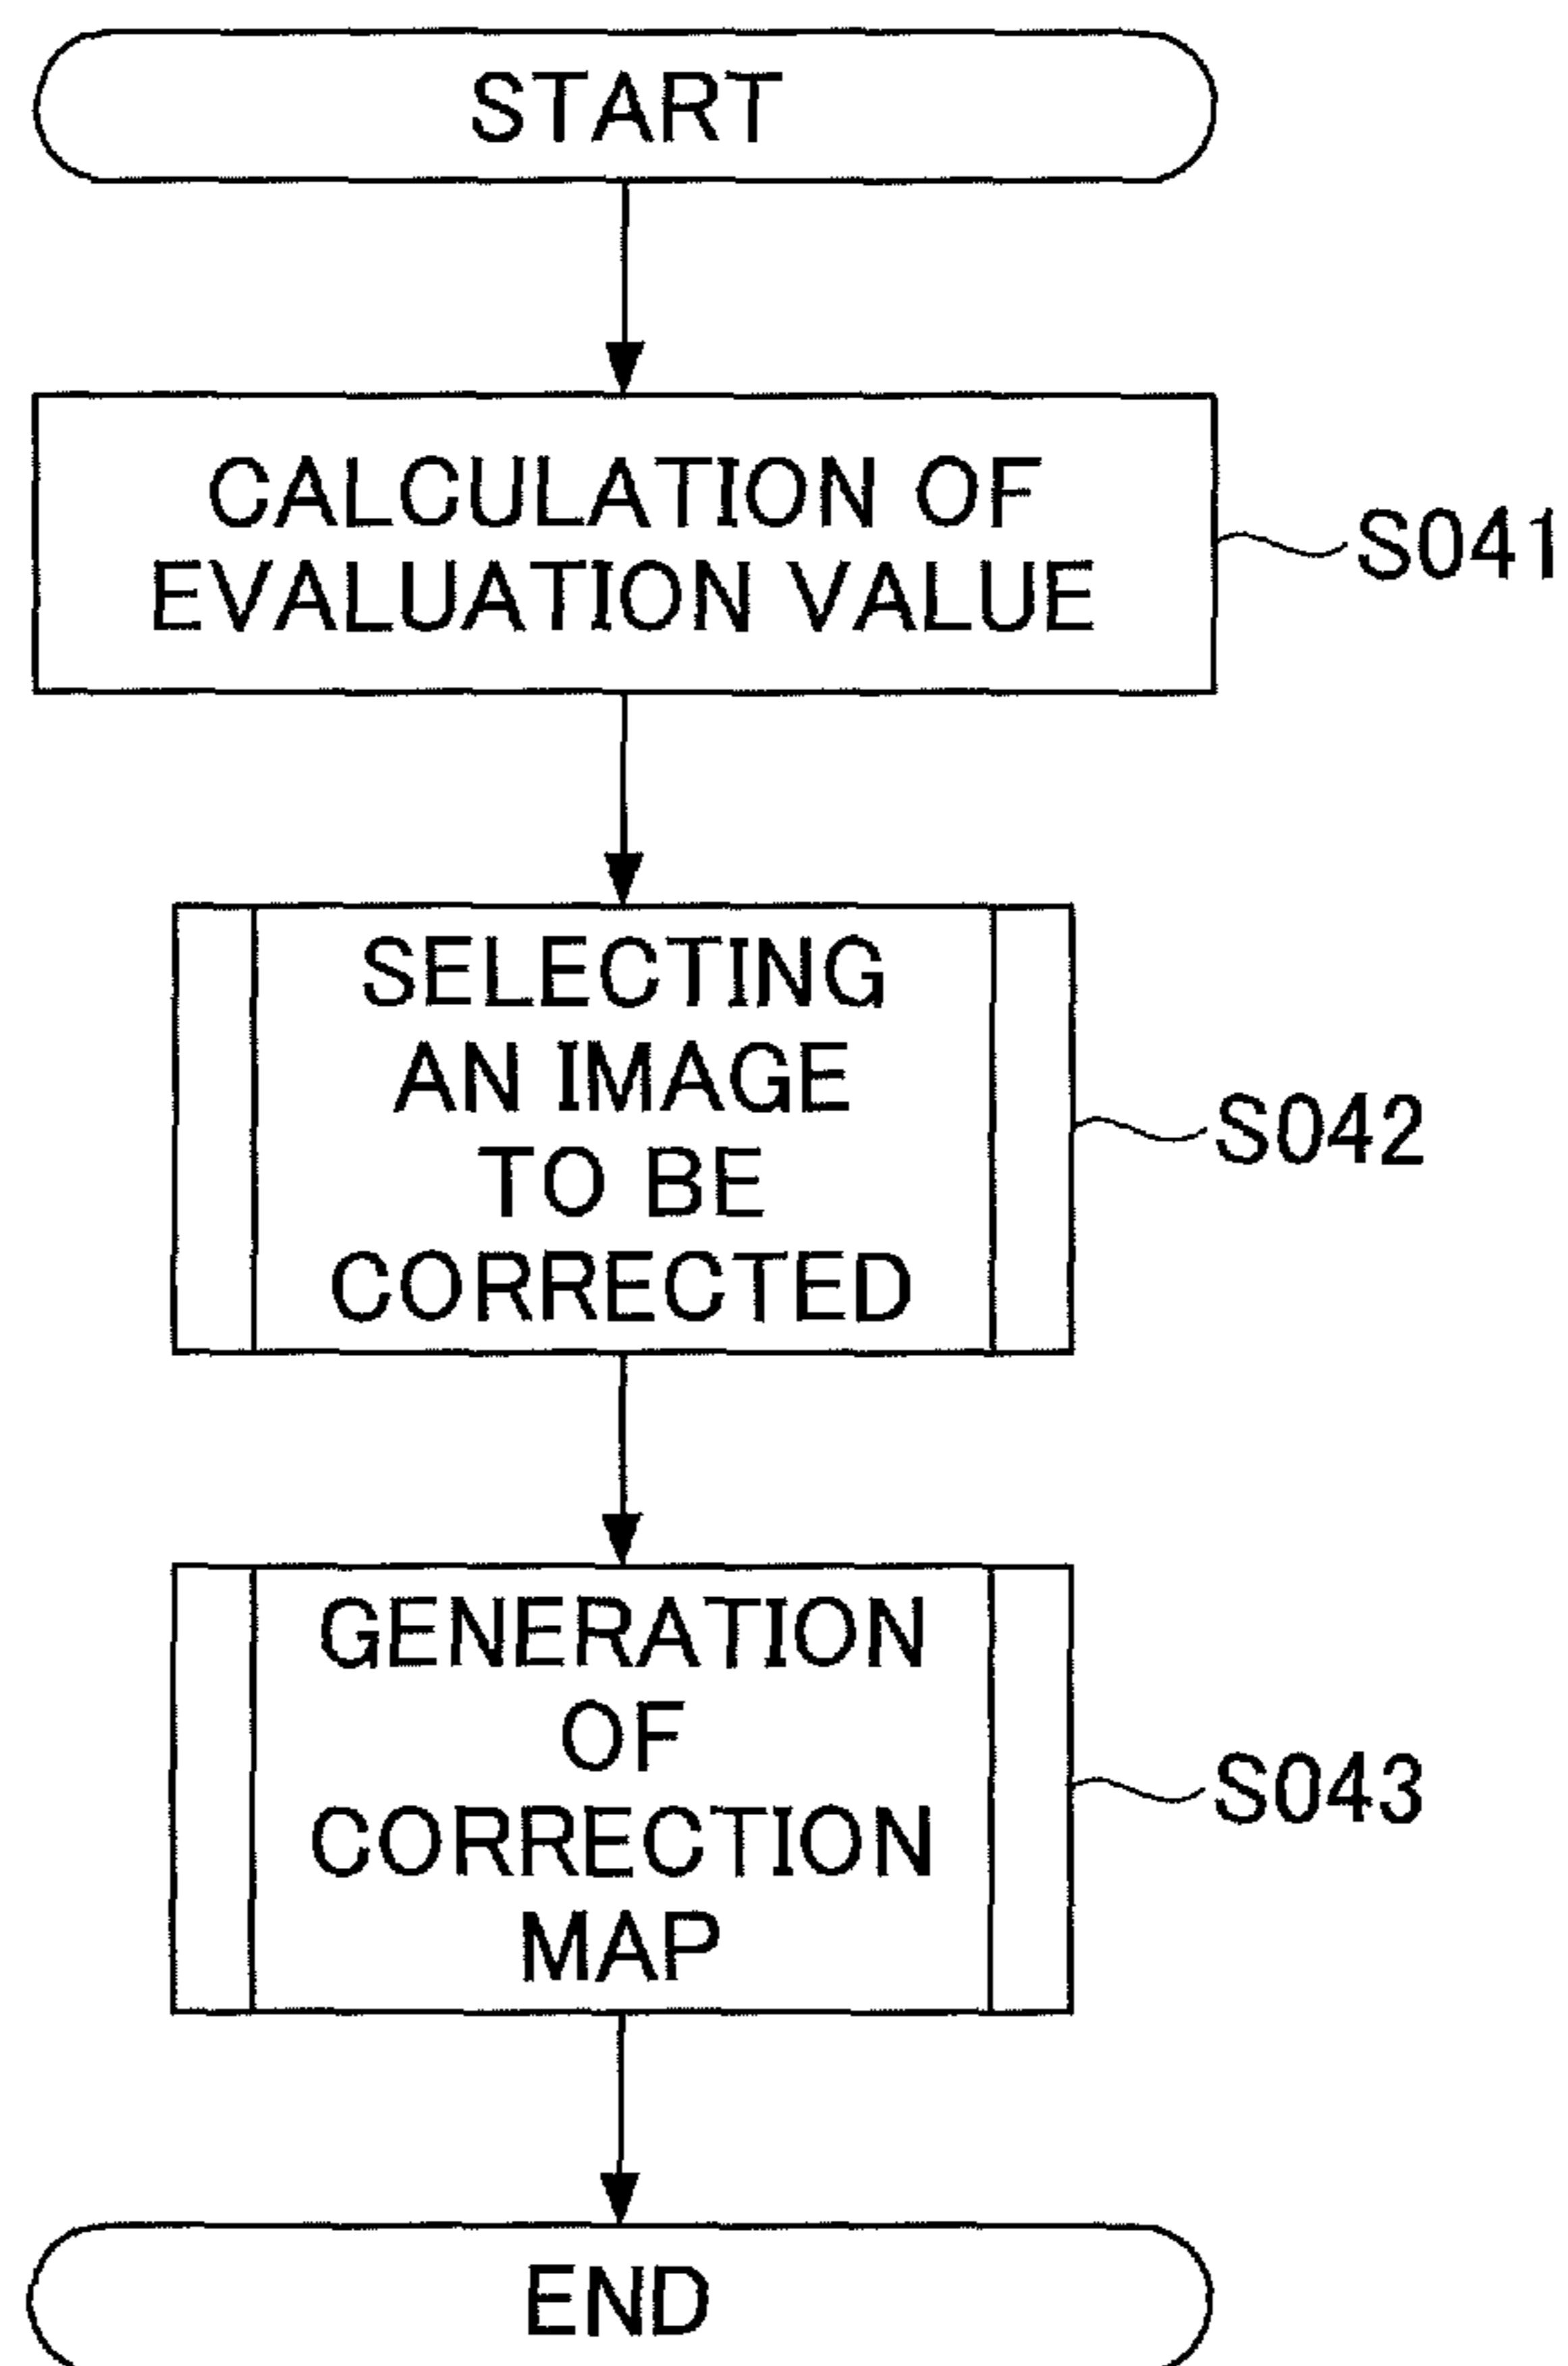 START
CALCULATION OF
EVALUATION VALUE
S041
SELECTING
AN IMAGE
TO BE
CORRECTED
S042
GENERATION
OF
CORRECTION
MAP
S043
END